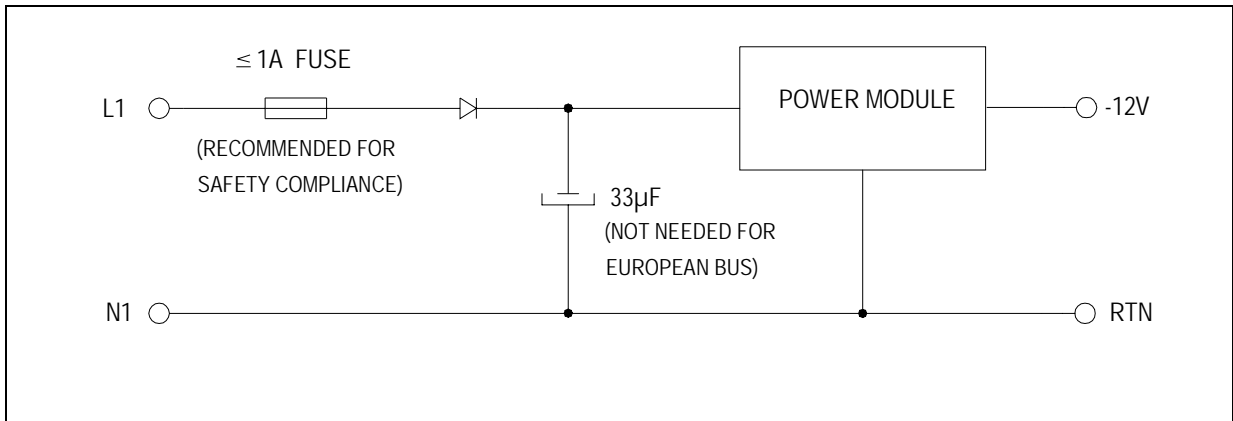 ≤ 1A FUSE
L1
(RECOMMENDED FOR
SAFETY COMPLIANCE)
33µF
(NOT NEEDED FOR
EUROPEAN BUS)
POWER MODULE
-12V
N1
RTN